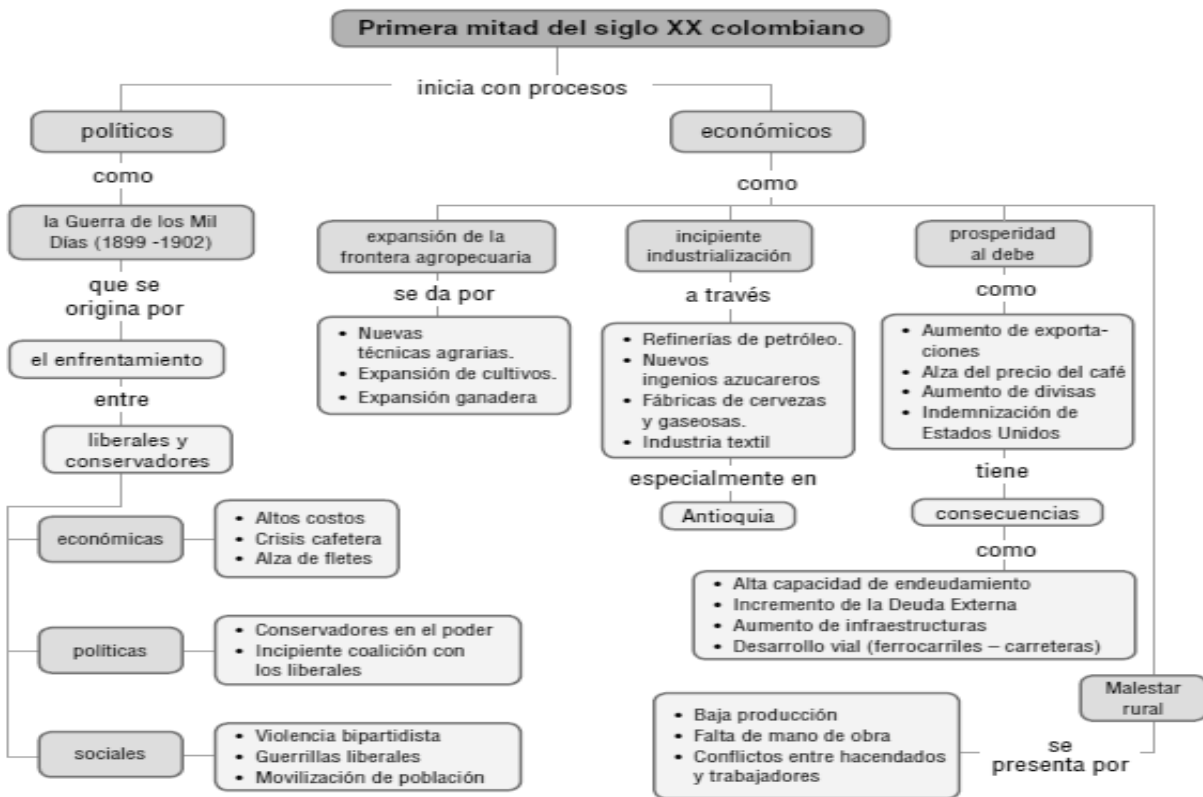 Primera mitad del siglo XX colombiano
inicia con procesos
políticos
como
la Guerra de los Mil
Días (1899 -1902)
que se
origina por
el enfrentamiento
entre
liberales y
conservadores
económicas
• Altos costos
• Crisis cafetera
• Alza de fletes
políticas
• Conservadores en el poder
• Incipiente coalición con
los liberales
sociales
• Violencia bipartidista
• Guerrillas liberales
• Movilización de población
económicos
como
expansión de la
frontera agropecuaria
se da por
• Nuevas
técnicas agrarias.
• Expansión de cultivos.
• Expansión ganadera
incipiente
industrialización
a través
• Refinerías de petróleo.
• Nuevos
ingenios azucareros
• Fábricas de cervezas
y gaseosas.
• Industria textil
especialmente en
Antioquia
prosperidad
al debe
como
• Aumento de exporta-
ciones
• Alza del precio del café
• Aumento de divisas
• Indemnización de
Estados Unidos
tiene
consecuencias
como
• Alta capacidad de endeudamiento
• Incremento de la Deuda Externa
• Aumento de infraestructuras
• Desarrollo vial (ferrocarriles – carreteras)
Malestar
rural
se
presenta por
• Baja producción
• Falta de mano de obra
• Conflictos entre hacendados
y trabajadores